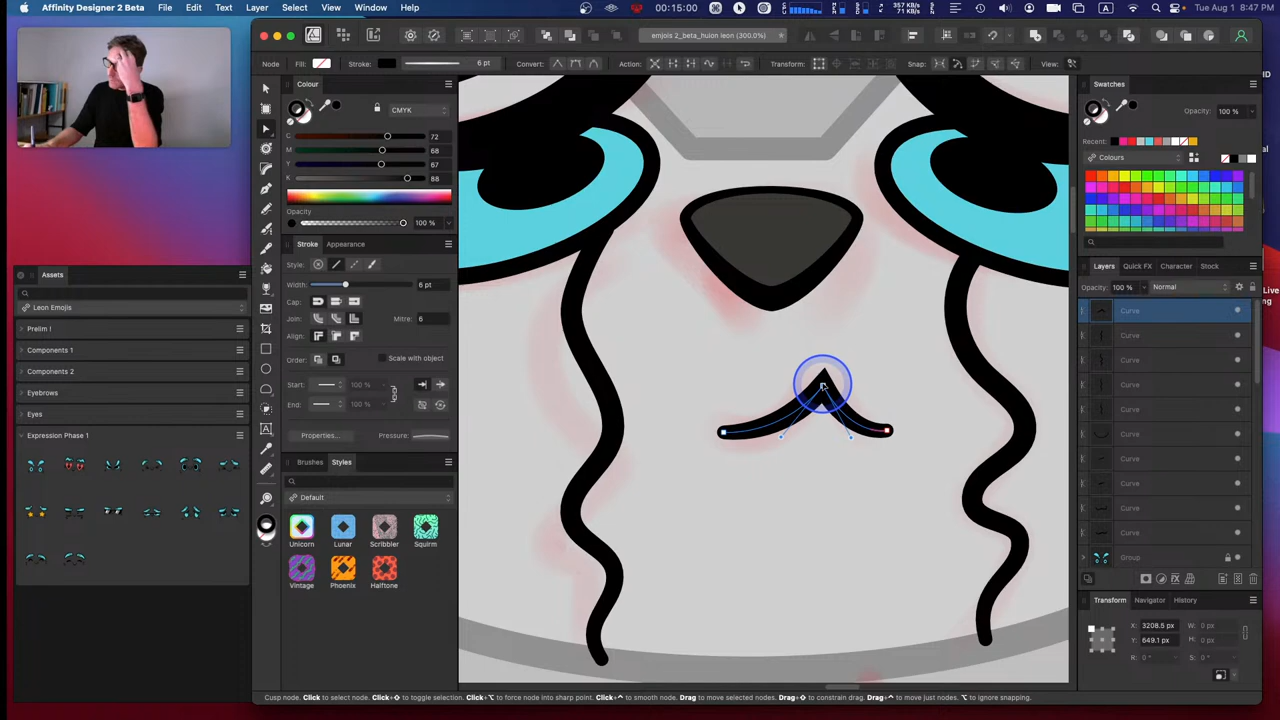 Affinity Designer 2 Beta File Edit Text Layer Select View Window Help
00:15:00
357 KB/s
71 KB/s
A
Tue Aug 1 8:47 PM
emjois 2_beta_huion leon (300.0%)
Node Fill: Stroke: 6 pt Convert: Action: Transform: Snap: View:
Colour
CMYK
C 72
M 68
Y 67
K 88
Opacity
100 %
Stroke Appearance
Style:
Width: 6 pt
Cap:
Join: Mitre: 6
Align:
Order: Scale with object
Start: 100 %
End: 100 %
Properties... Pressure:
Brushes Styles
Default
Unicorn Lunar Scribbler Squirm
Vintage Phoenix Halftone
Assets
Leon Emojis
Prelim !
Components 1
Components 2
Eyebrows
Eyes
Expression Phase 1
Swatches
Opacity: 100 %
Recent:
Colours
Layers Quick FX Character Stock
Opacity: 100 % Normal
Curve
Curve
Curve
Curve
Curve
Curve
Curve
Curve
Curve
Curve
Group
Transform Navigator History
X: 3208.5 px W: 0 px
Y: 649.1 px H: 0 px
R: 0 ° S: 0 °
Cusp node. Click to select node. Click+⇧ to toggle selection. Click+⌥ to force node into sharp point. Click+^ to smooth node. Drag to move selected nodes. Drag+⇧ to constrain drag. Drag+^ to move just nodes. ⌥ to ignore snapping.